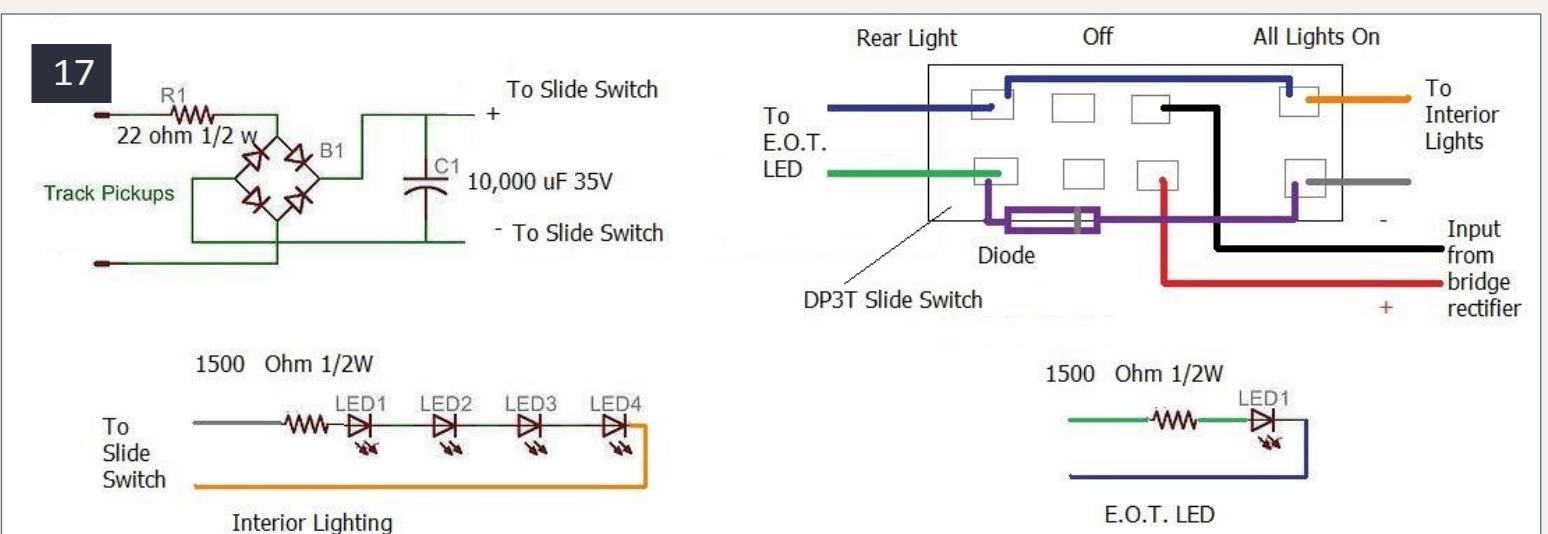 17
R1
22 ohm 1/2 w
B1
Track Pickups
To Slide Switch
+
C1
10,000 uF 35V
- To Slide Switch
Rear Light
Off
All Lights On
To
E.O.T.
LED
To
Interior
Lights
-
Diode
DP3T Slide Switch
Input
from
bridge
rectifier
+
1500 Ohm 1/2W
LED1
LED2
LED3
LED4
To
Slide
Switch
Interior Lighting
1500 Ohm 1/2W
LED1
E.O.T. LED